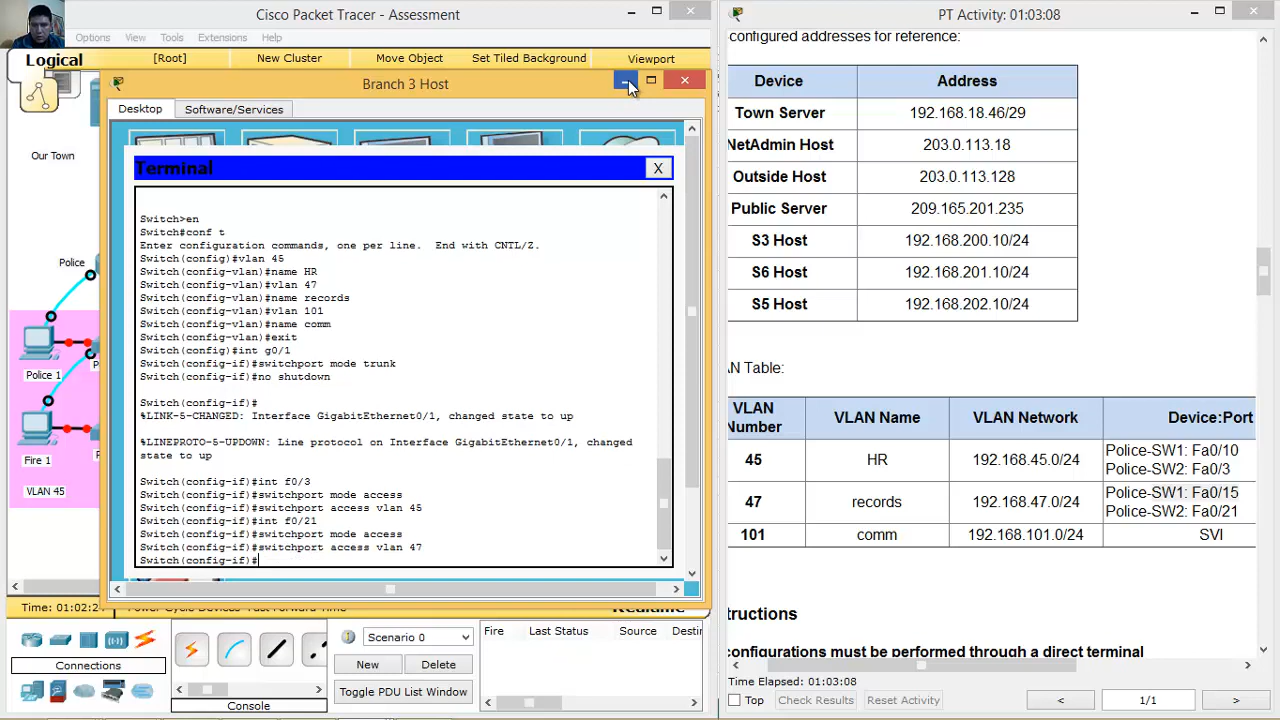 Cisco Packet Tracer - Assessment
Options View Tools Extensions Help
Logical [Root] New Cluster Move Object Set Tiled Background Viewport
Branch 3 Host
Desktop Software/Services
Our Town
Police
Police 1
Fire 1
VLAN 45
Terminal
X
Switch>en
Switch#conf t
Enter configuration commands, one per line. End with CNTL/Z.
Switch(config)#vlan 45
Switch(config-vlan)#name HR
Switch(config-vlan)#vlan 47
Switch(config-vlan)#name records
Switch(config-vlan)#vlan 101
Switch(config-vlan)#name comm
Switch(config-vlan)#exit
Switch(config)#int g0/1
Switch(config-if)#switchport mode trunk
Switch(config-if)#no shutdown
Switch(config-if)#
%LINK-5-CHANGED: Interface GigabitEthernet0/1, changed state to up
%LINEPROTO-5-UPDOWN: Line protocol on Interface GigabitEthernet0/1, changed
state to up
Switch(config-if)#int f0/3
Switch(config-if)#switchport mode access
Switch(config-if)#switchport access vlan 45
Switch(config-if)#int f0/21
Switch(config-if)#switchport mode access
Switch(config-if)#switchport access vlan 47
Switch(config-if)#
Time: 01:02:2
Power Cycle Devices Fast Forward Time
Realtime
Connections
Scenario 0
New Delete
Toggle PDU List Window
Console
Fire Last Status Source Destin
PT Activity: 01:03:08
configured addresses for reference:
Device Address
Town Server 192.168.18.46/29
NetAdmin Host 203.0.113.18
Outside Host 203.0.113.128
Public Server 209.165.201.235
S3 Host 192.168.200.10/24
S6 Host 192.168.201.10/24
S5 Host 192.168.202.10/24
AN Table:
VLAN Number VLAN Name VLAN Network Device:Port
45 HR 192.168.45.0/24 Police-SW1: Fa0/10
Police-SW2: Fa0/3
47 records 192.168.47.0/24 Police-SW1: Fa0/15
Police-SW2: Fa0/21
101 comm 192.168.101.0/24 SVI
tructions
configurations must be performed through a direct terminal
Time Elapsed: 01:03:08
Top Check Results Reset Activity < 1/1 >